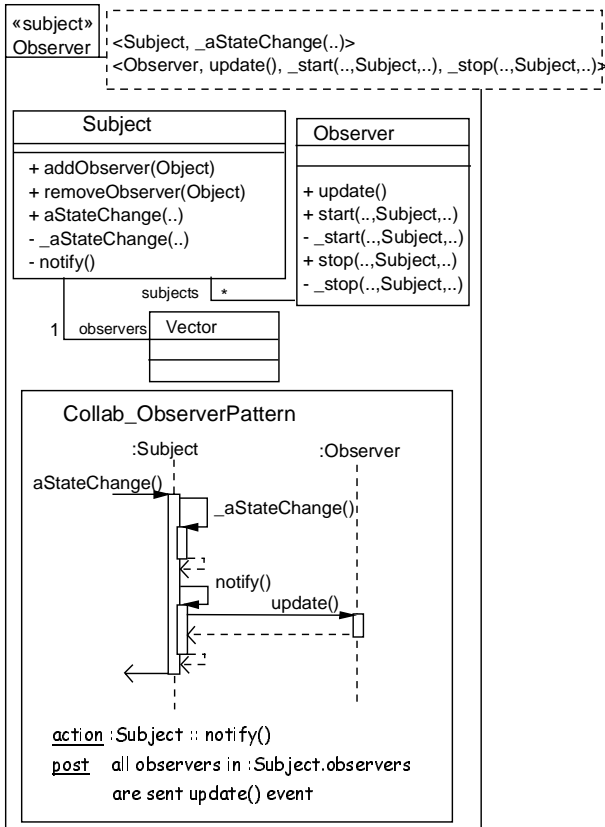 «subject»
Observer
<Subject, _aStateChange(..)>
<Observer, update(), _start(..,Subject,..), _stop(..,Subject,..)>
Subject
+ addObserver(Object)
+ removeObserver(Object)
+ aStateChange(..)
- _aStateChange(..)
- notify()
Observer
+ update()
+ start(..,Subject,..)
- _start(..,Subject,..)
+ stop(..,Subject,..)
- _stop(..,Subject,..)
subjects *
1 observers
Vector
Collab_ObserverPattern
:Subject
:Observer
aStateChange()
_aStateChange()
notify()
update()
action :Subject :: notify()
post all observers in :Subject.observers
are sent update() event